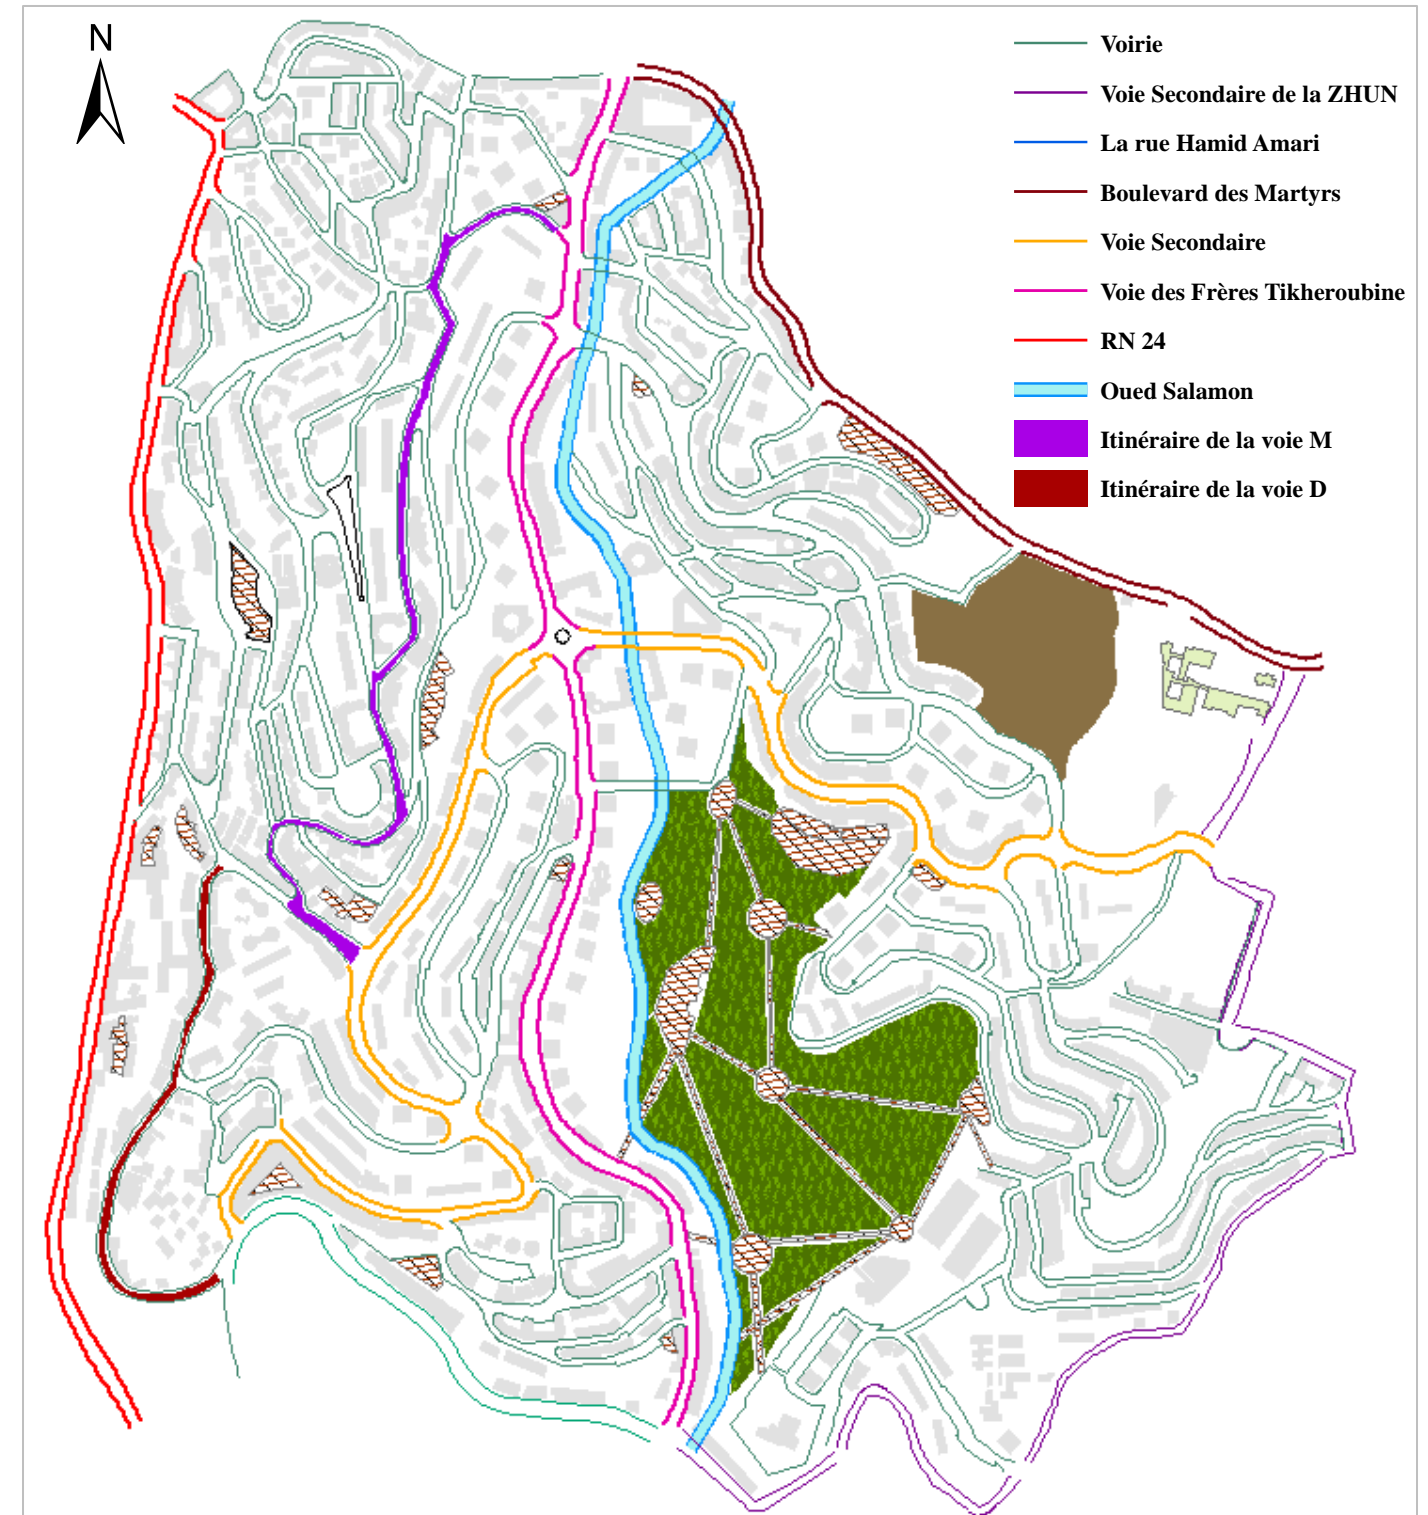 N
Voirie
Voie Secondaire de la ZHUN
La rue Hamid Amari
Boulevard des Martyrs
Voie Secondaire
Voie des Frères Tikheroubine
RN 24
Oued Salamon
Itinéraire de la voie M
Itinéraire de la voie D